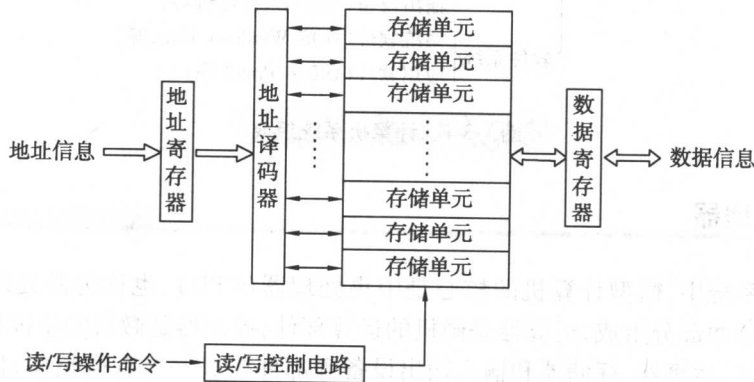 存储单元
存储单元
存储单元
地址信息
地址寄存器
地址译码器
数据寄存器
数据信息
存储单元
存储单元
存储单元
读/写操作命令
读/写控制电路